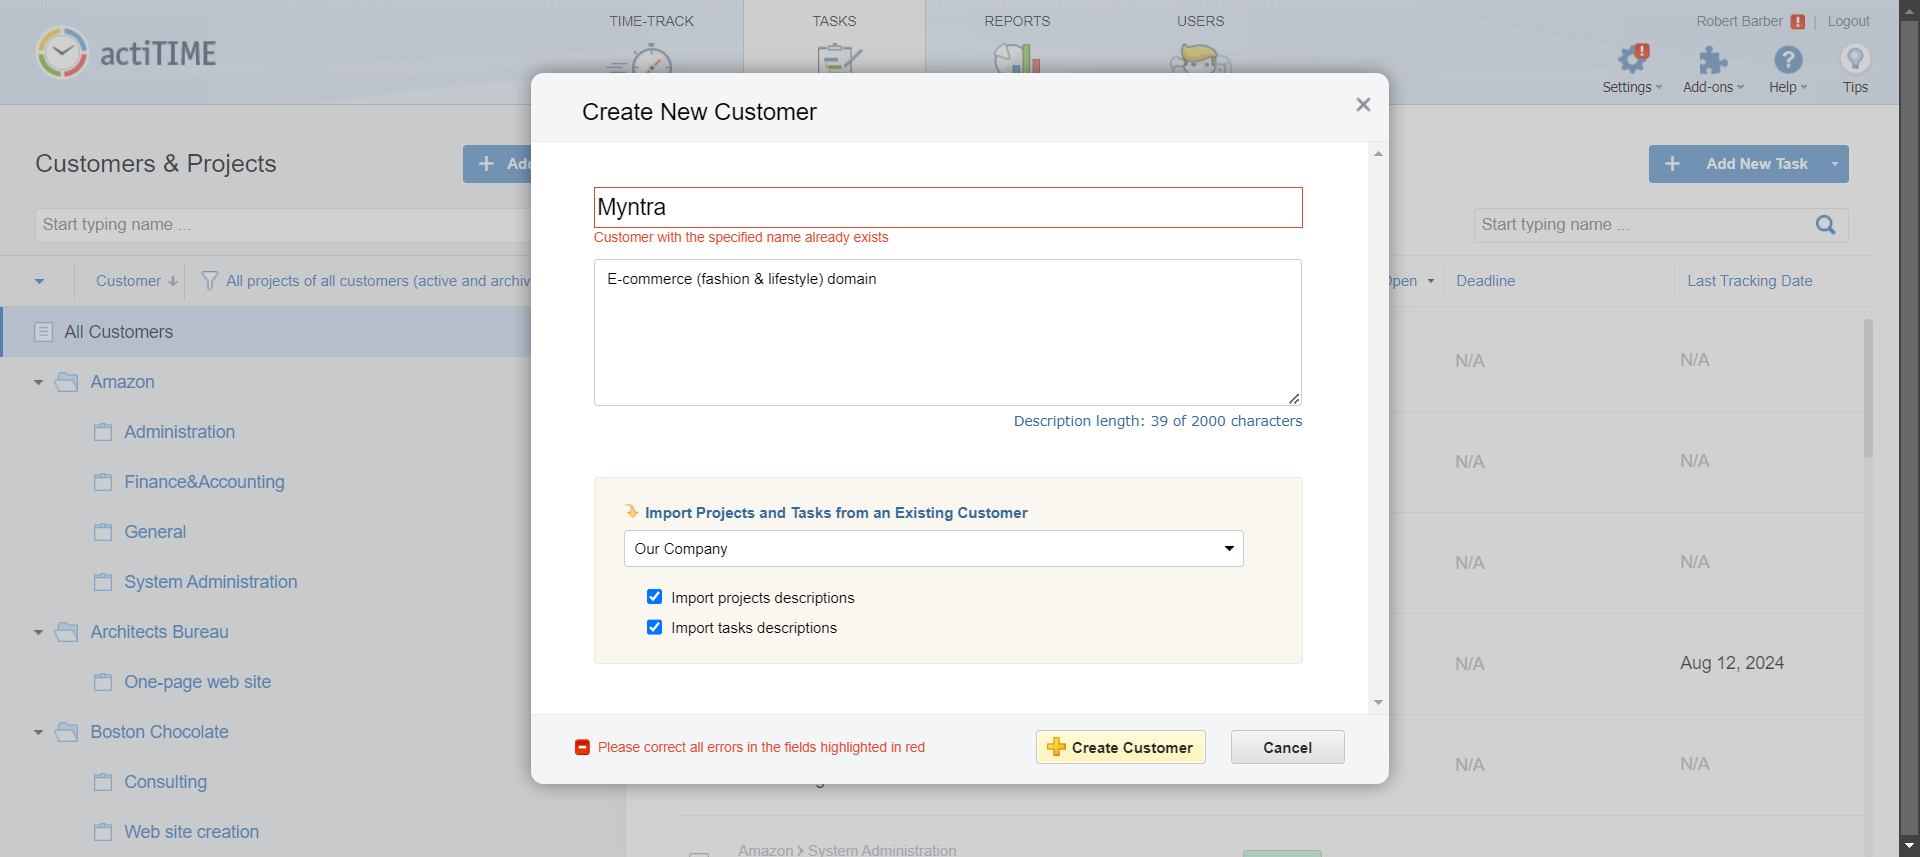 TIME-TRACK
TASKS
REPORTS
USERS
Robert Barber
Logout
actiTIME
Settings
Add-ons
Help
Tips
Create New Customer
Customers & Projects
Add New Task
Start typing name ...
Myntra
Start typing name ...
Customer with the specified name already exists
E-commerce (fashion & lifestyle) domain
Customer
All projects of all customers (active and archiv
Deadline
Last Tracking Date
All Customers
N/A
N/A
Amazon
Description length: 39 of 2000 characters
Administration
N/A
N/A
Finance&Accounting
Import Projects and Tasks from an Existing Customer
General
Our Company
N/A
N/A
System Administration
Import projects descriptions
Architects Bureau
Import tasks descriptions
N/A
Aug 12, 2024
One-page web site
Boston Chocolate
Please correct all errors in the fields highlighted in red
Create Customer
Cancel
N/A
N/A
Consulting
Web site creation
Amazon > System Administration